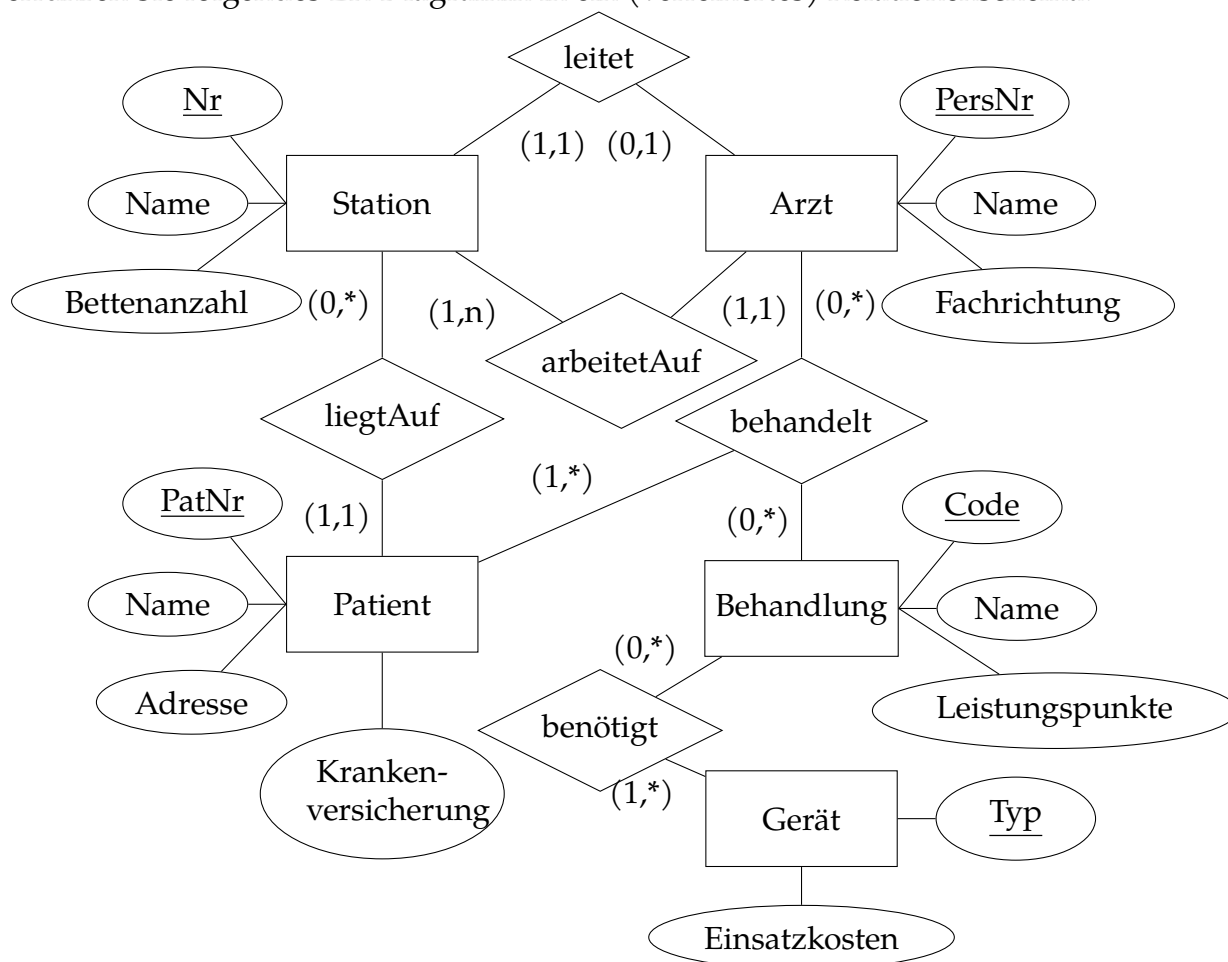 leitet
Nr
PersNr
(1,1) (0,1)
Name
Station
Arzt
Name
Bettenanzahl
(0,*)
(1,n)
(1,1)
(0,*)
Fachrichtung
arbeitetAuf
liegtAuf
behandelt
(1,*)
PatNr
(1,1)
(0,*)
Code
Name
Patient
Behandlung
Name
(0,*)
Adresse
Leistungspunkte
benötigt
Kranken-
versicherung
(1,*)
Gerät
Typ
Einsatzkosten